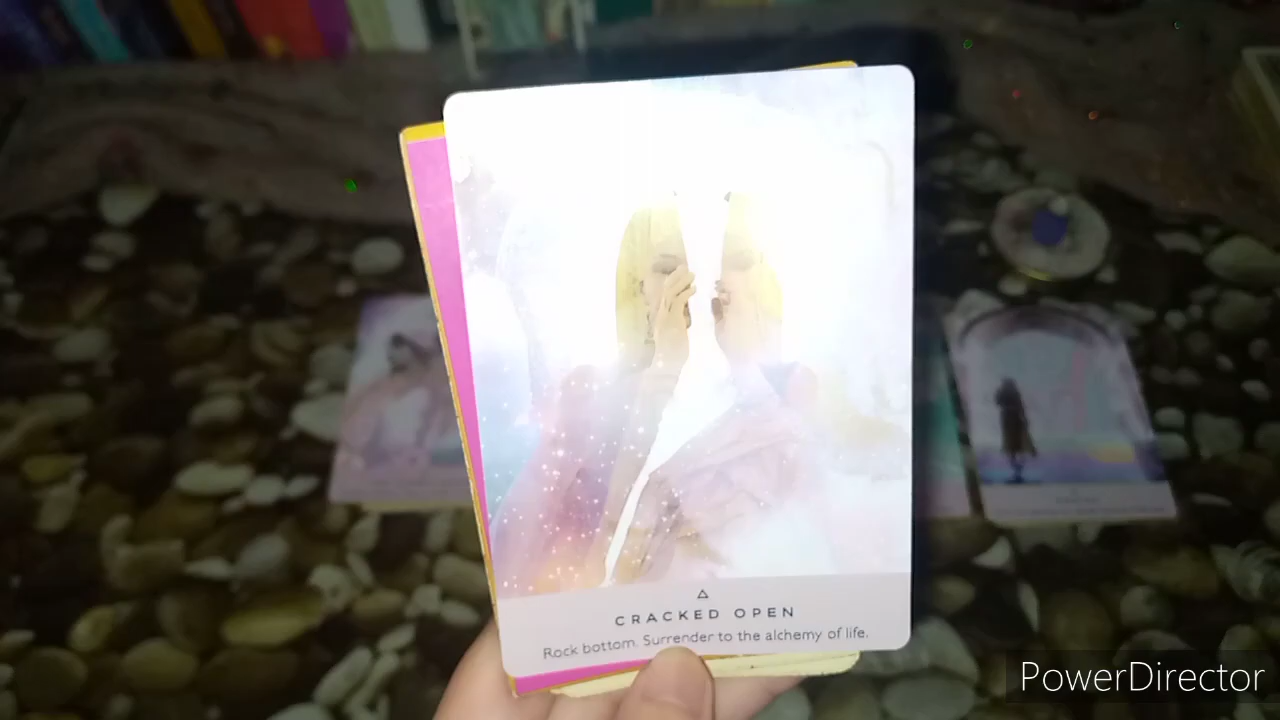 CRACKED OPEN
Rock bottom. Surrender to the alchemy of life.
PowerDirector